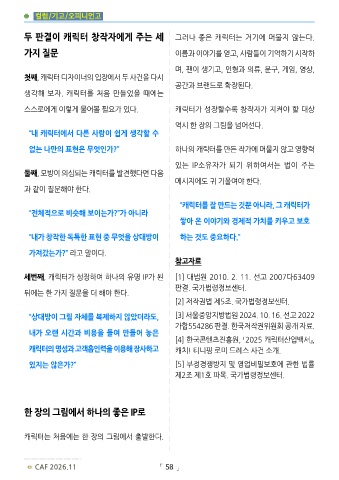 칼럼/기고/오피니언고
두 판결이 캐릭터 창작자에게 주는 세
가지 질문
첫째, 캐릭터 디자이너의 입장에서 두 사건을 다시
생각해 보자. 캐릭터를 처음 만들었을 때에는
스스로에게 이렇게 물어볼 필요가 있다.
“내 캐릭터에서 다른 사람이 쉽게 생각할 수
없는 나만의 표현은 무엇인가?”
둘째, 모방이 의심되는 캐릭터를 발견했다면 다음
과 같이 질문해야 한다.
“전체적으로 비슷해 보이는가?”가 아니라
“내가 창작한 독특한 표현 중 무엇을 상대방이
가져갔는가?” 라고 말이다.
세번째, 캐릭터가 성장하여 하나의 유명 IP가 된
뒤에는 한 가지 질문을 더 해야 한다.
“상대방이 그림 자체를 복제하지 않았더라도,
내가 오랜 시간과 비용을 들여 만들어 놓은
캐릭터의 명성과 고객흡인력을 이용해 장사하고
있지는 않은가?”
한 장의 그림에서 하나의 좋은 IP로
캐릭터는 처음에는 한 장의 그림에서 출발한다.
그러나 좋은 캐릭터는 거기에 머물지 않는다.
이름과 이야기를 얻고, 사람들이 기억하기 시작하
며, 팬이 생기고, 인형과 의류, 문구, 게임, 영상,
공간과 브랜드로 확장된다.
캐릭터가 성장할수록 창작자가 지켜야 할 대상
역시 한 장의 그림을 넘어선다.
하나의 캐릭터를 만든 작가에 머물지 않고 영향력
있는 IP소유자가 되기 위하여서는 법이 주는
메시지에도 귀 기울여야 한다.
“캐릭터를 잘 만드는 것뿐 아니라, 그 캐릭터가
쌓아 온 이야기와 경제적 가치를 키우고 보호
하는 것도 중요하다.”
참고자료
[1] 대법원 2010. 2. 11. 선고 2007다63409
판결. 국가법령정보센터.
[2] 저작권법 제5조. 국가법령정보센터.
[3] 서울중앙지방법원 2024. 10. 16. 선고 2022
가합554286 판결. 한국저작권위원회 공개 자료.
[4] 한국콘텐츠진흥원, 「2025 캐릭터산업백서」,
캐치! 티니핑 로미 드레스 사건 소개.
[5] 부정경쟁방지 및 영업비밀보호에 관한 법률
제2조 제1호 파목. 국가법령정보센터.
CAF 2026.11
「 58 」